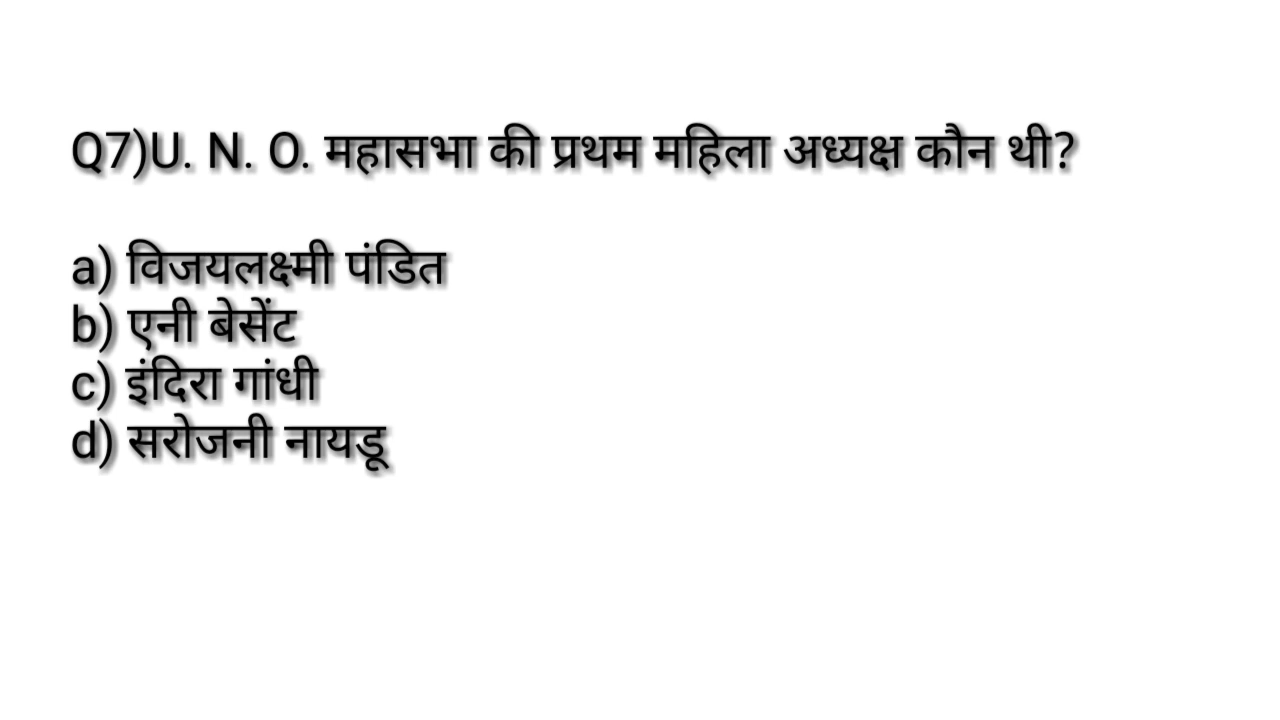 Q7)U. N. O. महासभा की प्रथम महिला अध्यक्ष कौन थी?
a) विजयलक्ष्मी पंडित
b) एनी बेसेंट
c) इंदिरा गांधी
d) सरोजनी नायडू